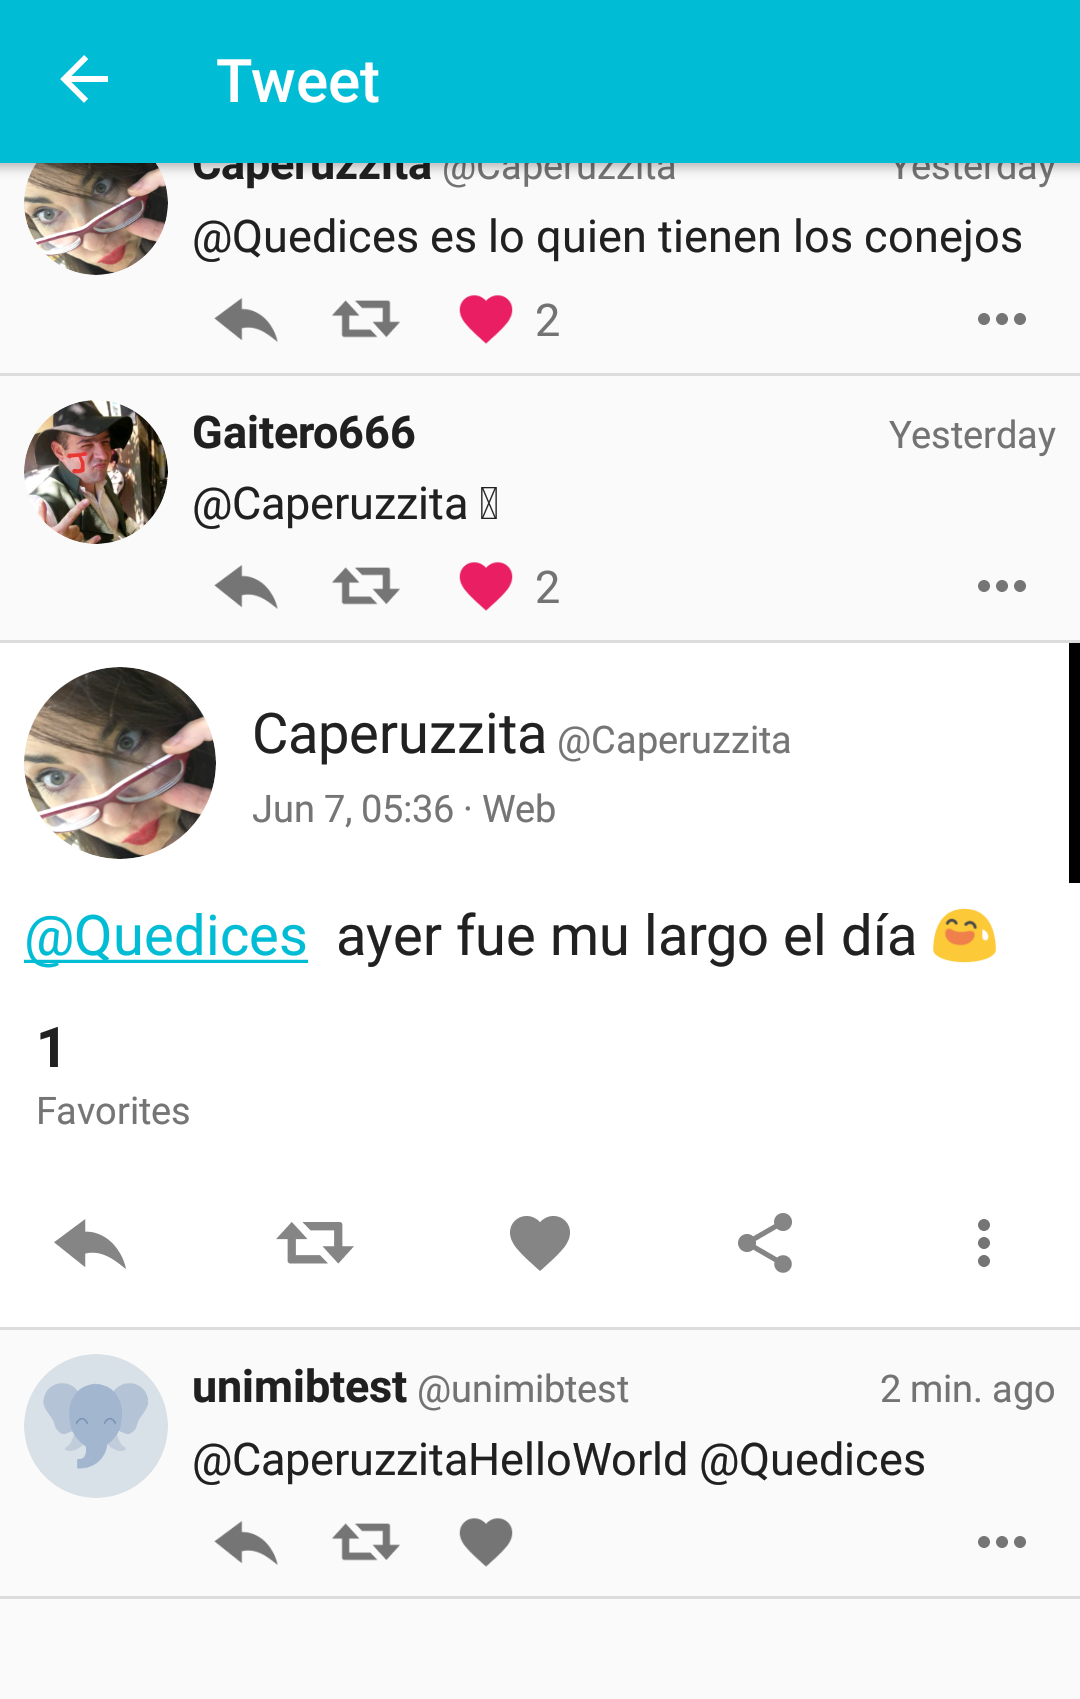 Tweet
Caperuzzita @Caperuzzita Yesterday
@Quedices es lo quien tienen los conejos
2
Gaitero666 Yesterday
@Caperuzzita
2
Caperuzzita @Caperuzzita
Jun 7, 05:36 · Web
@Quedices ayer fue mu largo el día 😅
1
Favorites
unimibtest @unimibtest 2 min. ago
@CaperuzzitaHelloWorld @Quedices